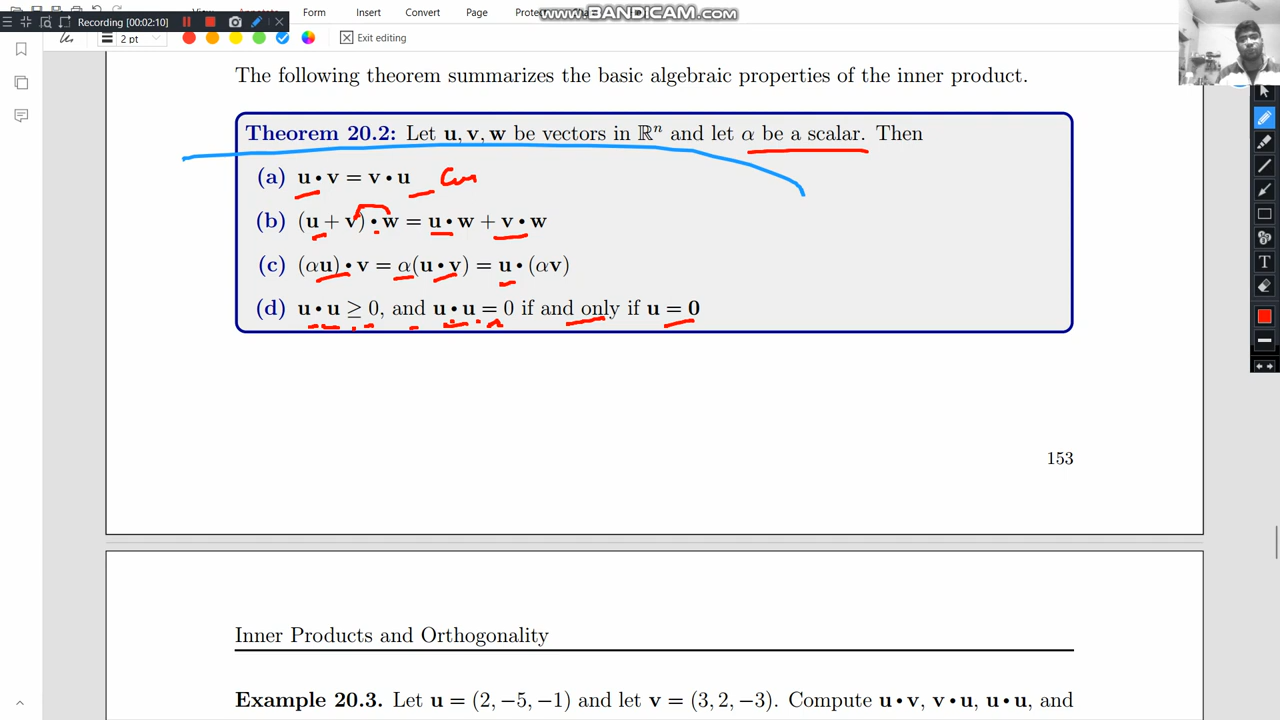 Form Insert Convert Page
www.BANDICAM.com
Recording [00:02:10]
2 pt Exit editing
The following theorem summarizes the basic algebraic properties of the inner product.
Theorem 20.2: Let u, v, w be vectors in ℝⁿ and let α be a scalar. Then
(a) u • v = v • u
(b) (u + v) • w = u • w + v • w
(c) (αu) • v = α(u • v) = u • (αv)
(d) u • u ≥ 0, and u • u = 0 if and only if u = 0
153
Inner Products and Orthogonality
Example 20.3. Let u = (2, −5, −1) and let v = (3, 2, −3). Compute u • v, v • u, u • u, and